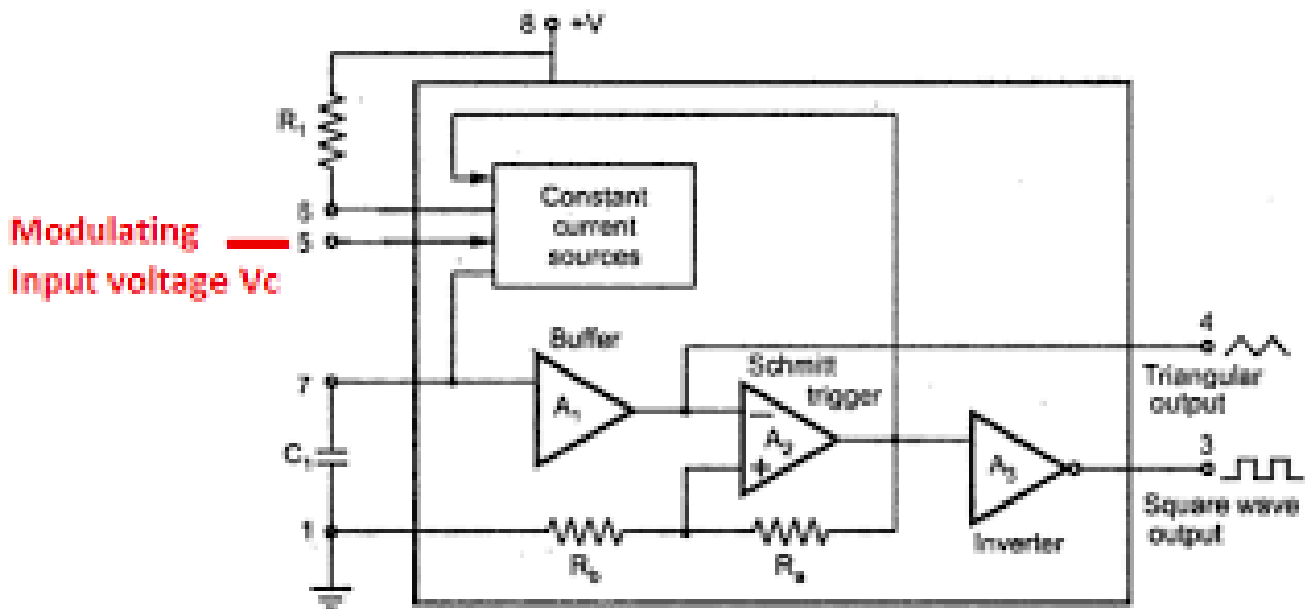 8 +V
R1
6
5
Modulating
Input voltage Vc
Constant
current
sources
Buffer
A1
Schmitt
trigger
A2
4
Triangular
output
7
C1
3
A3
Square wave
output
Inverter
1
Rb
Ra